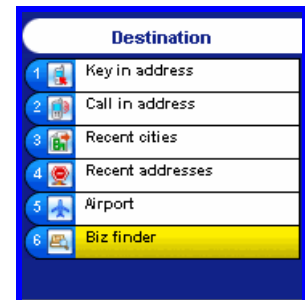 Destination
1 Key in address
2 Call in address
3 Recent cities
4 Recent addresses
5 Airport
6 Biz finder